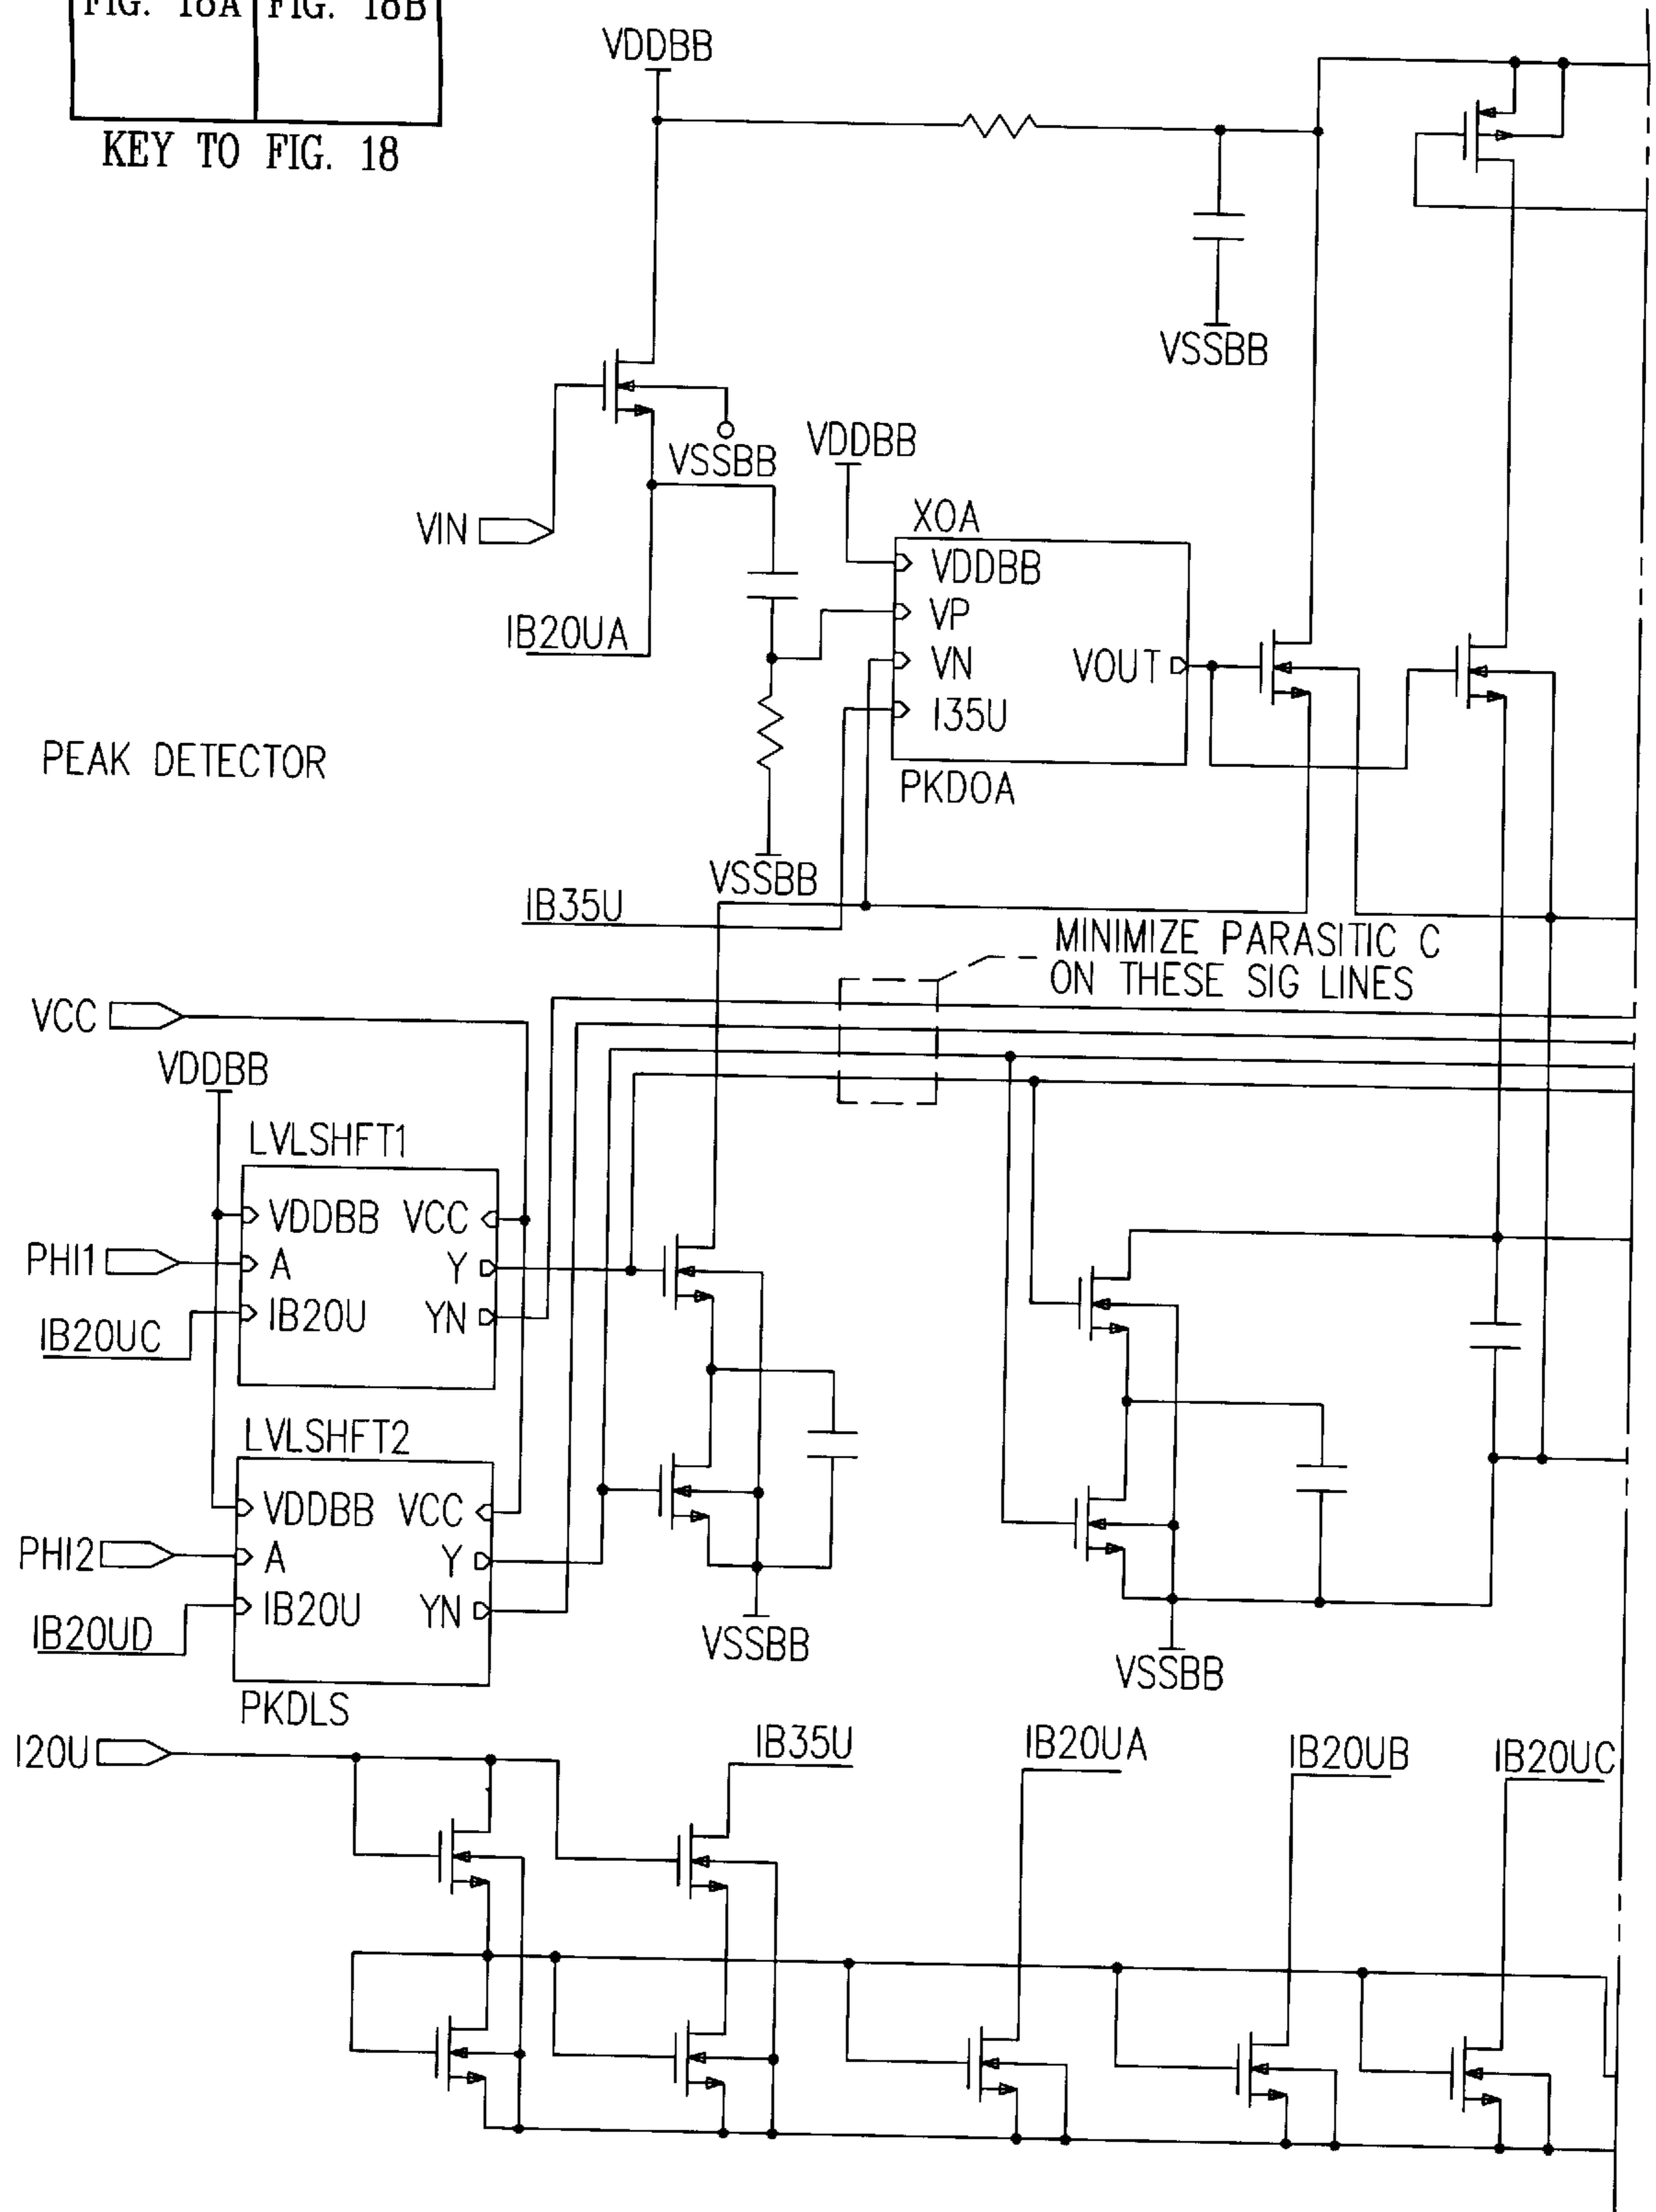 FIG. 18A FIG. 18B
KEY TO FIG. 18
VDDBB
VSSBB
VSSBB
VDDBB
VIN
X0A
VDDBB
VP
IB20UA
VN
VOUT
I35U
PEAK DETECTOR
PKDOA
VSSBB
IB35U
MINIMIZE PARASITIC C
ON THESE SIG LINES
VCC
VDDBB
LVLSHFT1
VDDBB VCC
PHI1
A
Y
IB20U
YN
IB20UC
LVLSHFT2
VDDBB VCC
PHI2
A
Y
IB20U
YN
IB20UD
VSSBB
VSSBB
PKDLS
I20U
IB35U
IB20UA
IB20UB
IB20UC